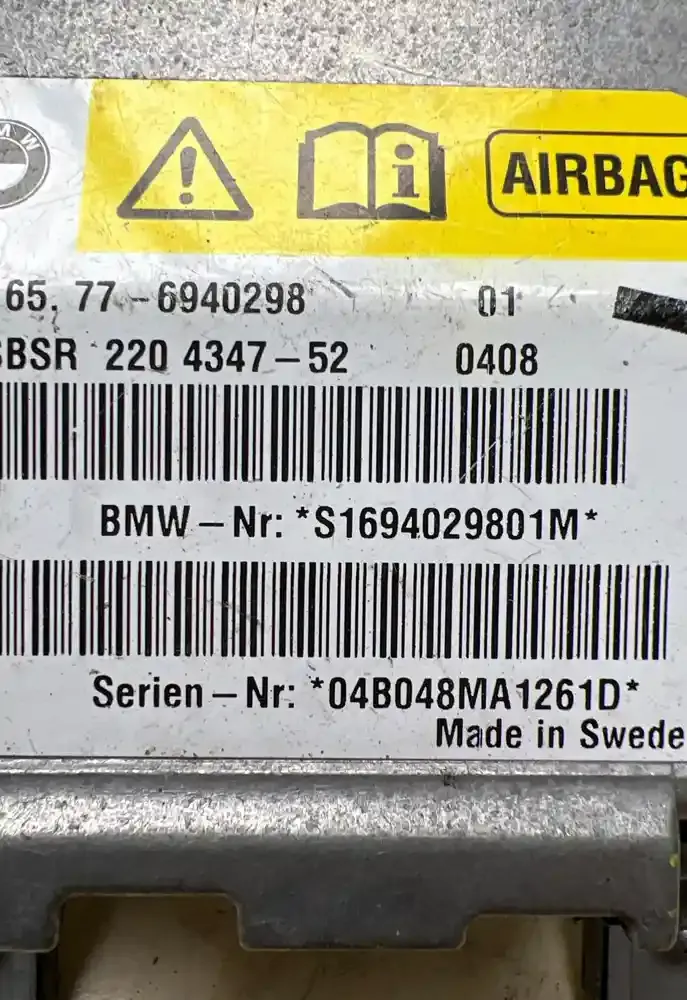 BMW
AIRBAG
65. 77-6940298 01
SBSR 220 4347-52 0408
BMW-Nr: *S1694029801M*
Serien-Nr: *04B048MA1261D*
Made in Swede